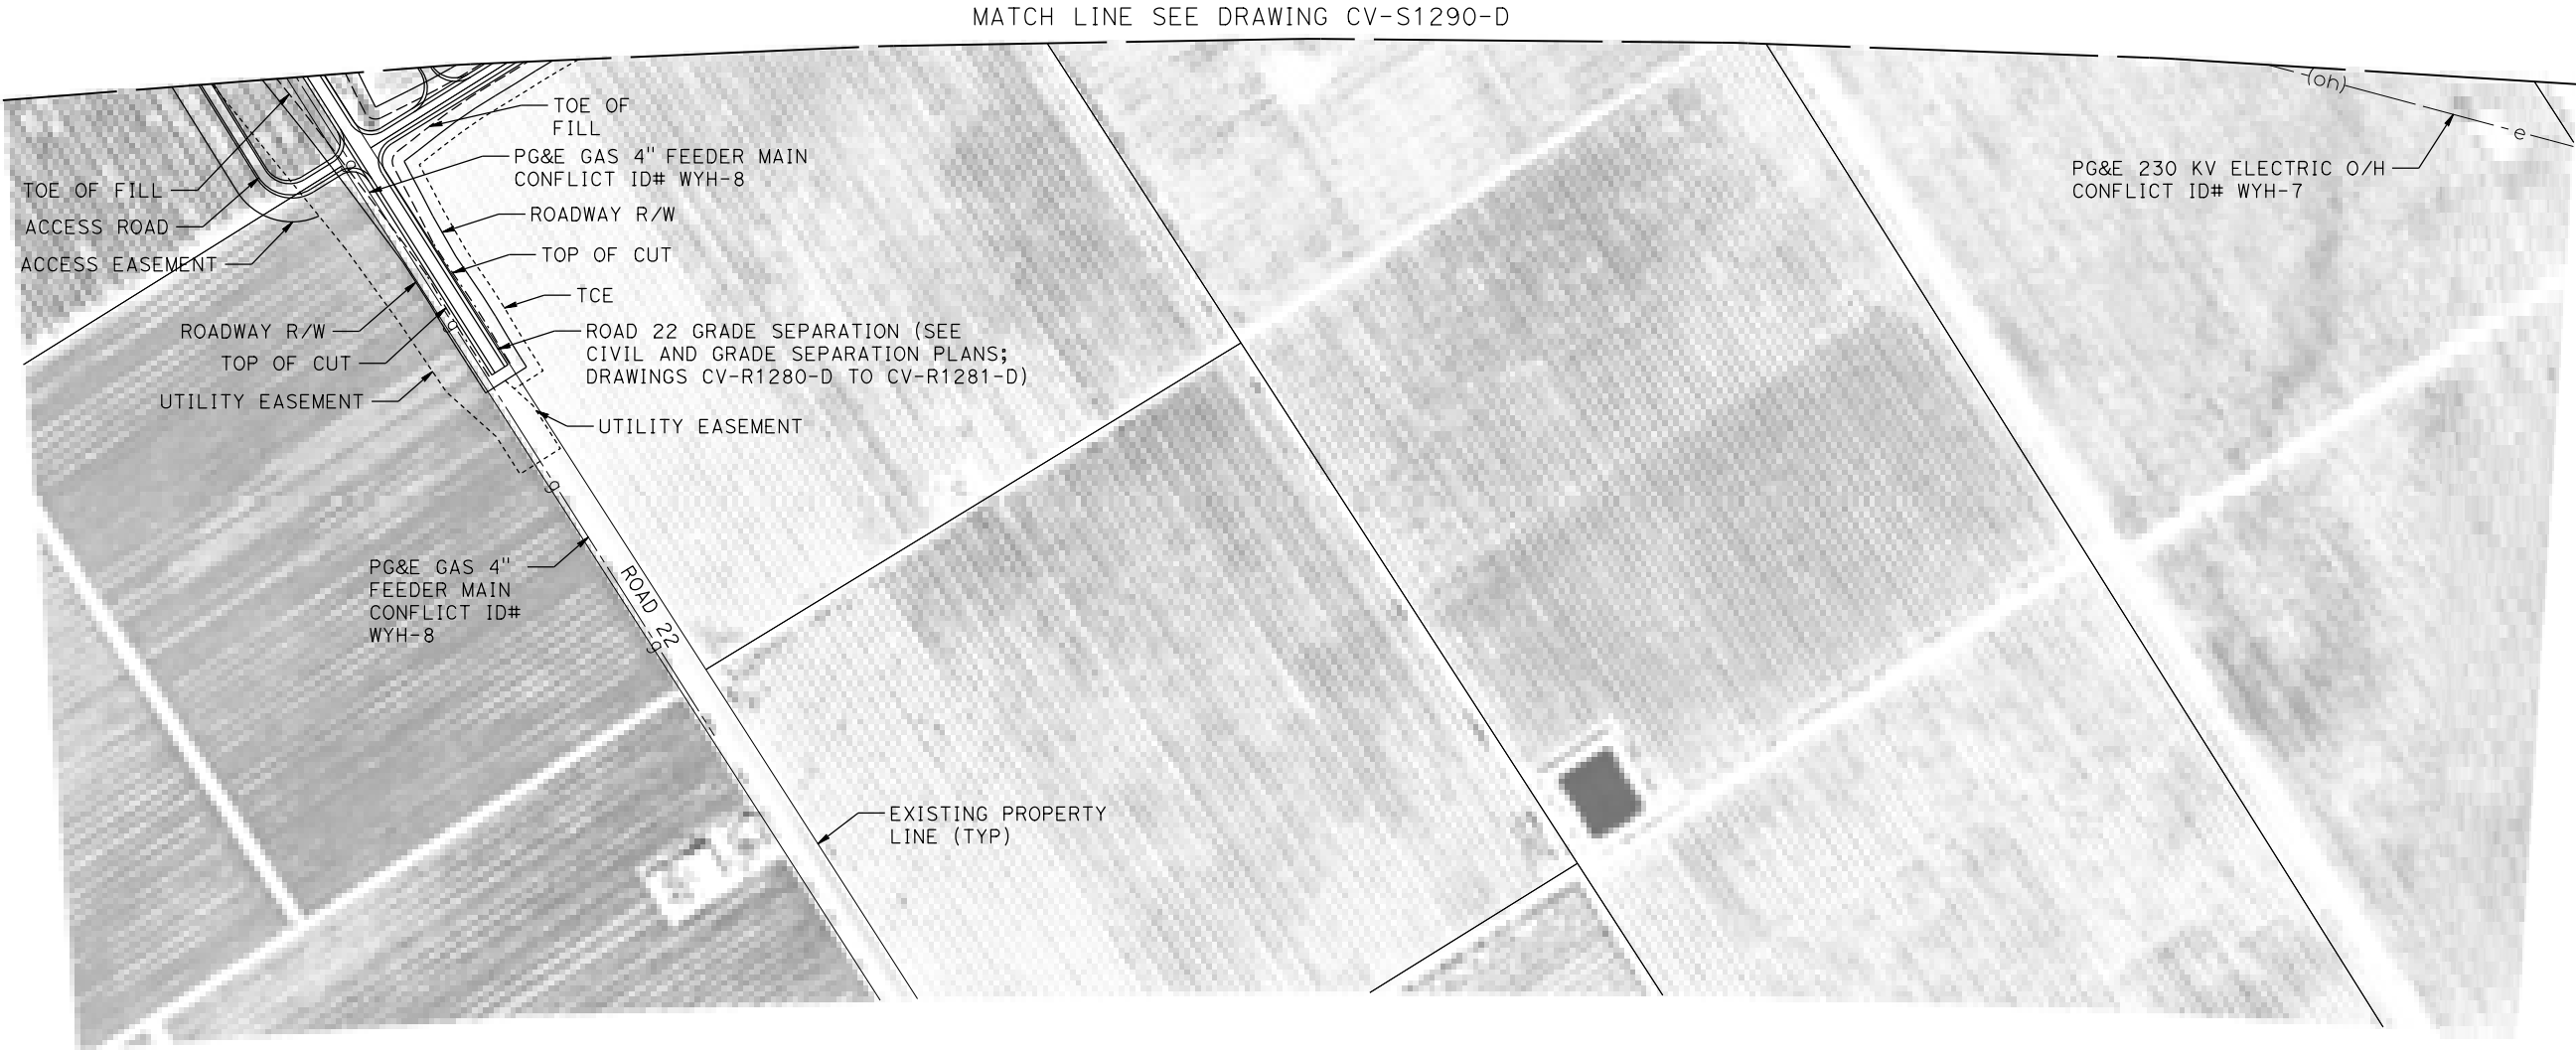 MATCH LINE SEE DRAWING CV-S1290-D
(oh)
e
TOE OF
FILL
PG&E GAS 4" FEEDER MAIN
CONFLICT ID# WYH-8
PG&E 230 KV ELECTRIC O/H
CONFLICT ID# WYH-7
TOE OF FILL
ACCESS ROAD
ACCESS EASEMENT
g
ROADWAY R/W
TOP OF CUT
TCE
ROADWAY R/W
TOP OF CUT
UTILITY EASEMENT
g
ROAD 22 GRADE SEPARATION (SEE
CIVIL AND GRADE SEPARATION PLANS;
DRAWINGS CV-R1280-D TO CV-R1281-D)
UTILITY EASEMENT
g
PG&E GAS 4"
FEEDER MAIN
CONFLICT ID#
WYH-8
ROAD 22
g
EXISTING PROPERTY
LINE (TYP)